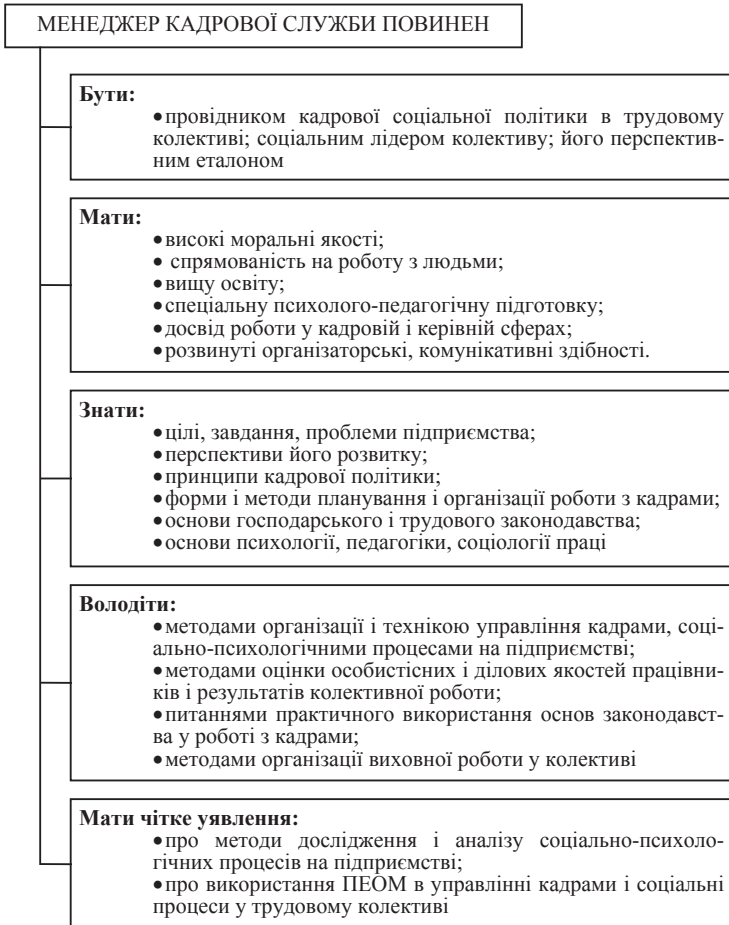 МЕНЕДЖЕР КАДРОВОЇ СЛУЖБИ ПОВИНЕН
Бути:
•провідником кадрової соціальної політики в трудовому
колективі; соціальним лідером колективу; його перспектив-
ним еталоном
Мати:
•високі моральні якості;
• спрямованість на роботу з людьми;
•вищу освіту;
•спеціальну психолого-педагогічну підготовку;
•досвід роботи у кадровій і керівній сферах;
•розвинуті організаторські, комунікативні здібності.
Знати:
•цілі, завдання, проблеми підприємства;
•перспективи його розвитку;
•принципи кадрової політики;
•форми і методи планування і організації роботи з кадрами;
•основи господарського і трудового законодавства;
•основи психології, педагогіки, соціології праці
Володіти:
•методами організації і технікою управління кадрами, соці-
ально-психологічними процесами на підприємстві;
•методами оцінки особистісних і ділових якостей працівни-
ків і результатів колективної роботи;
•питаннями практичного використання основ законодавст-
ва у роботі з кадрами;
•методами організації виховної роботи у колективі
Мати чітке уявлення:
•про методи дослідження і аналізу соціально-психоло-
гічних процесів на підприємстві;
•про використання ПЕОМ в управлінні кадрами і соціальні
процеси у трудовому колективі